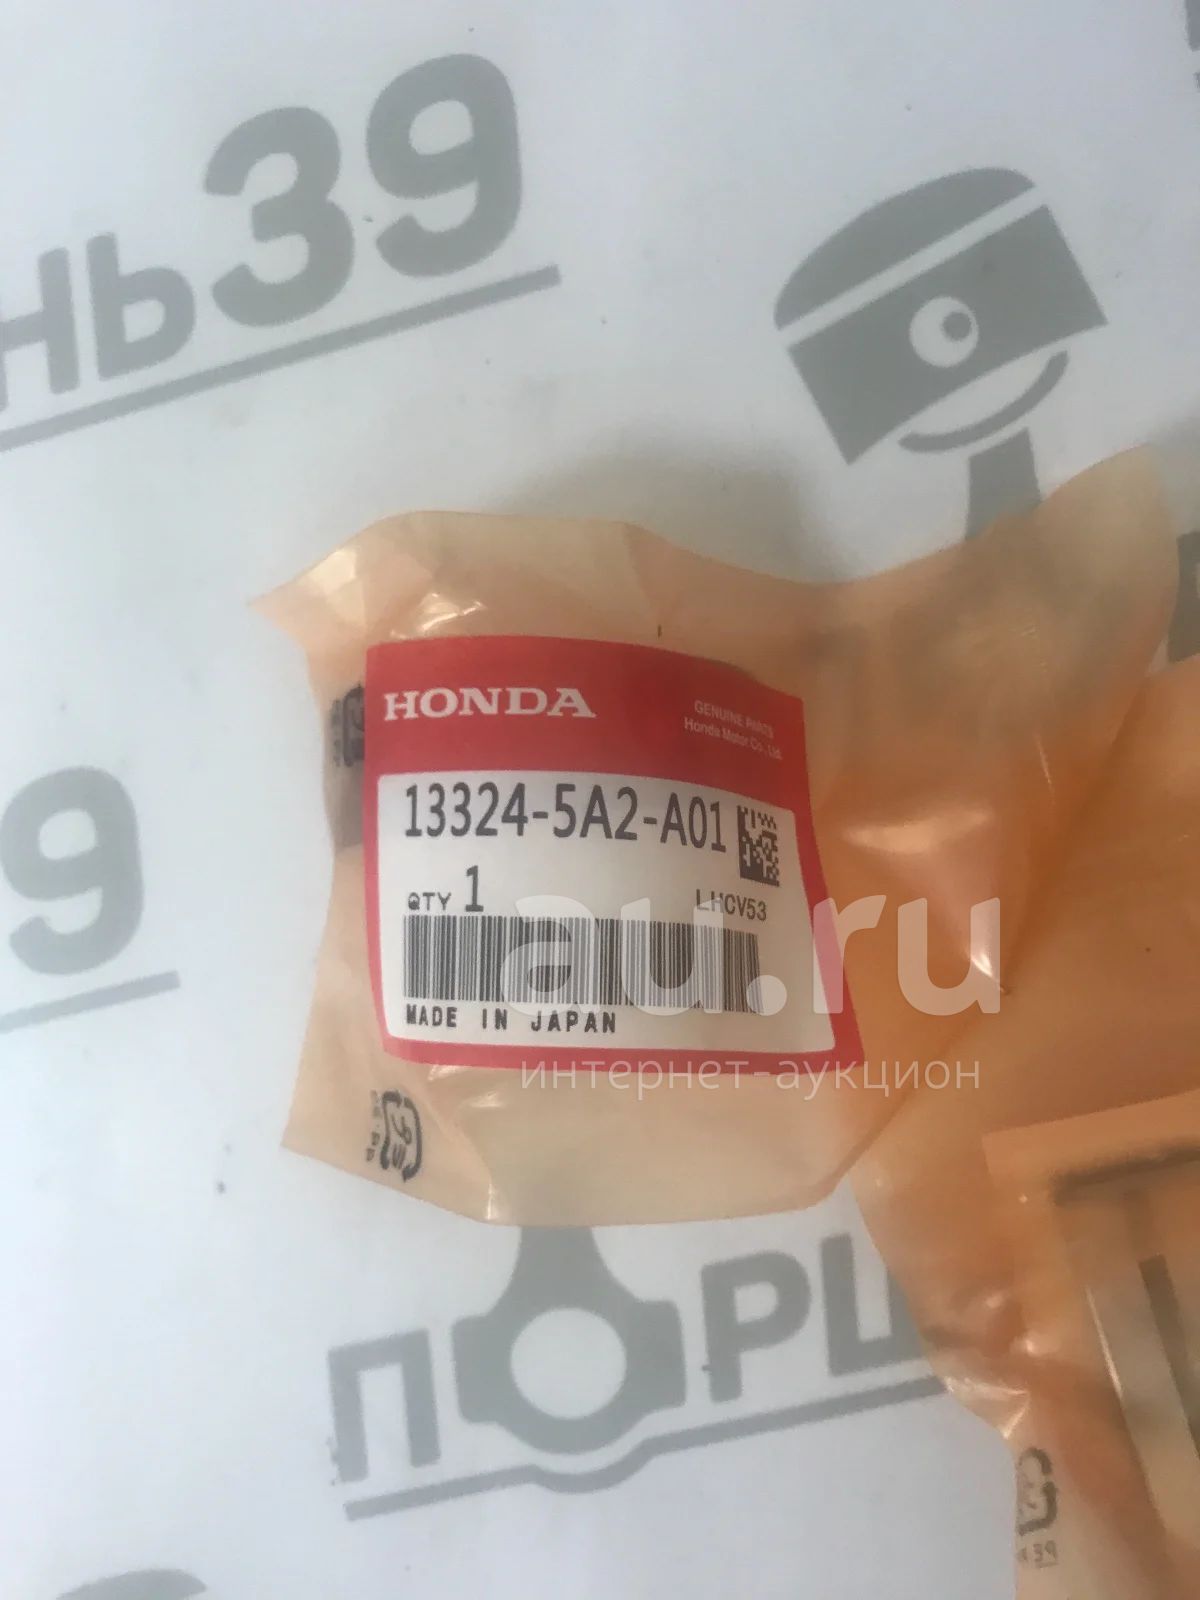 нь39
9
HONDA
GENUINE PARTS
Honda Motor Co., Ltd.
13324-5A2-A01
QTY 1
LHCV53
MADE IN JAPAN
au.ru
интернет-аукцион
ПОРШ